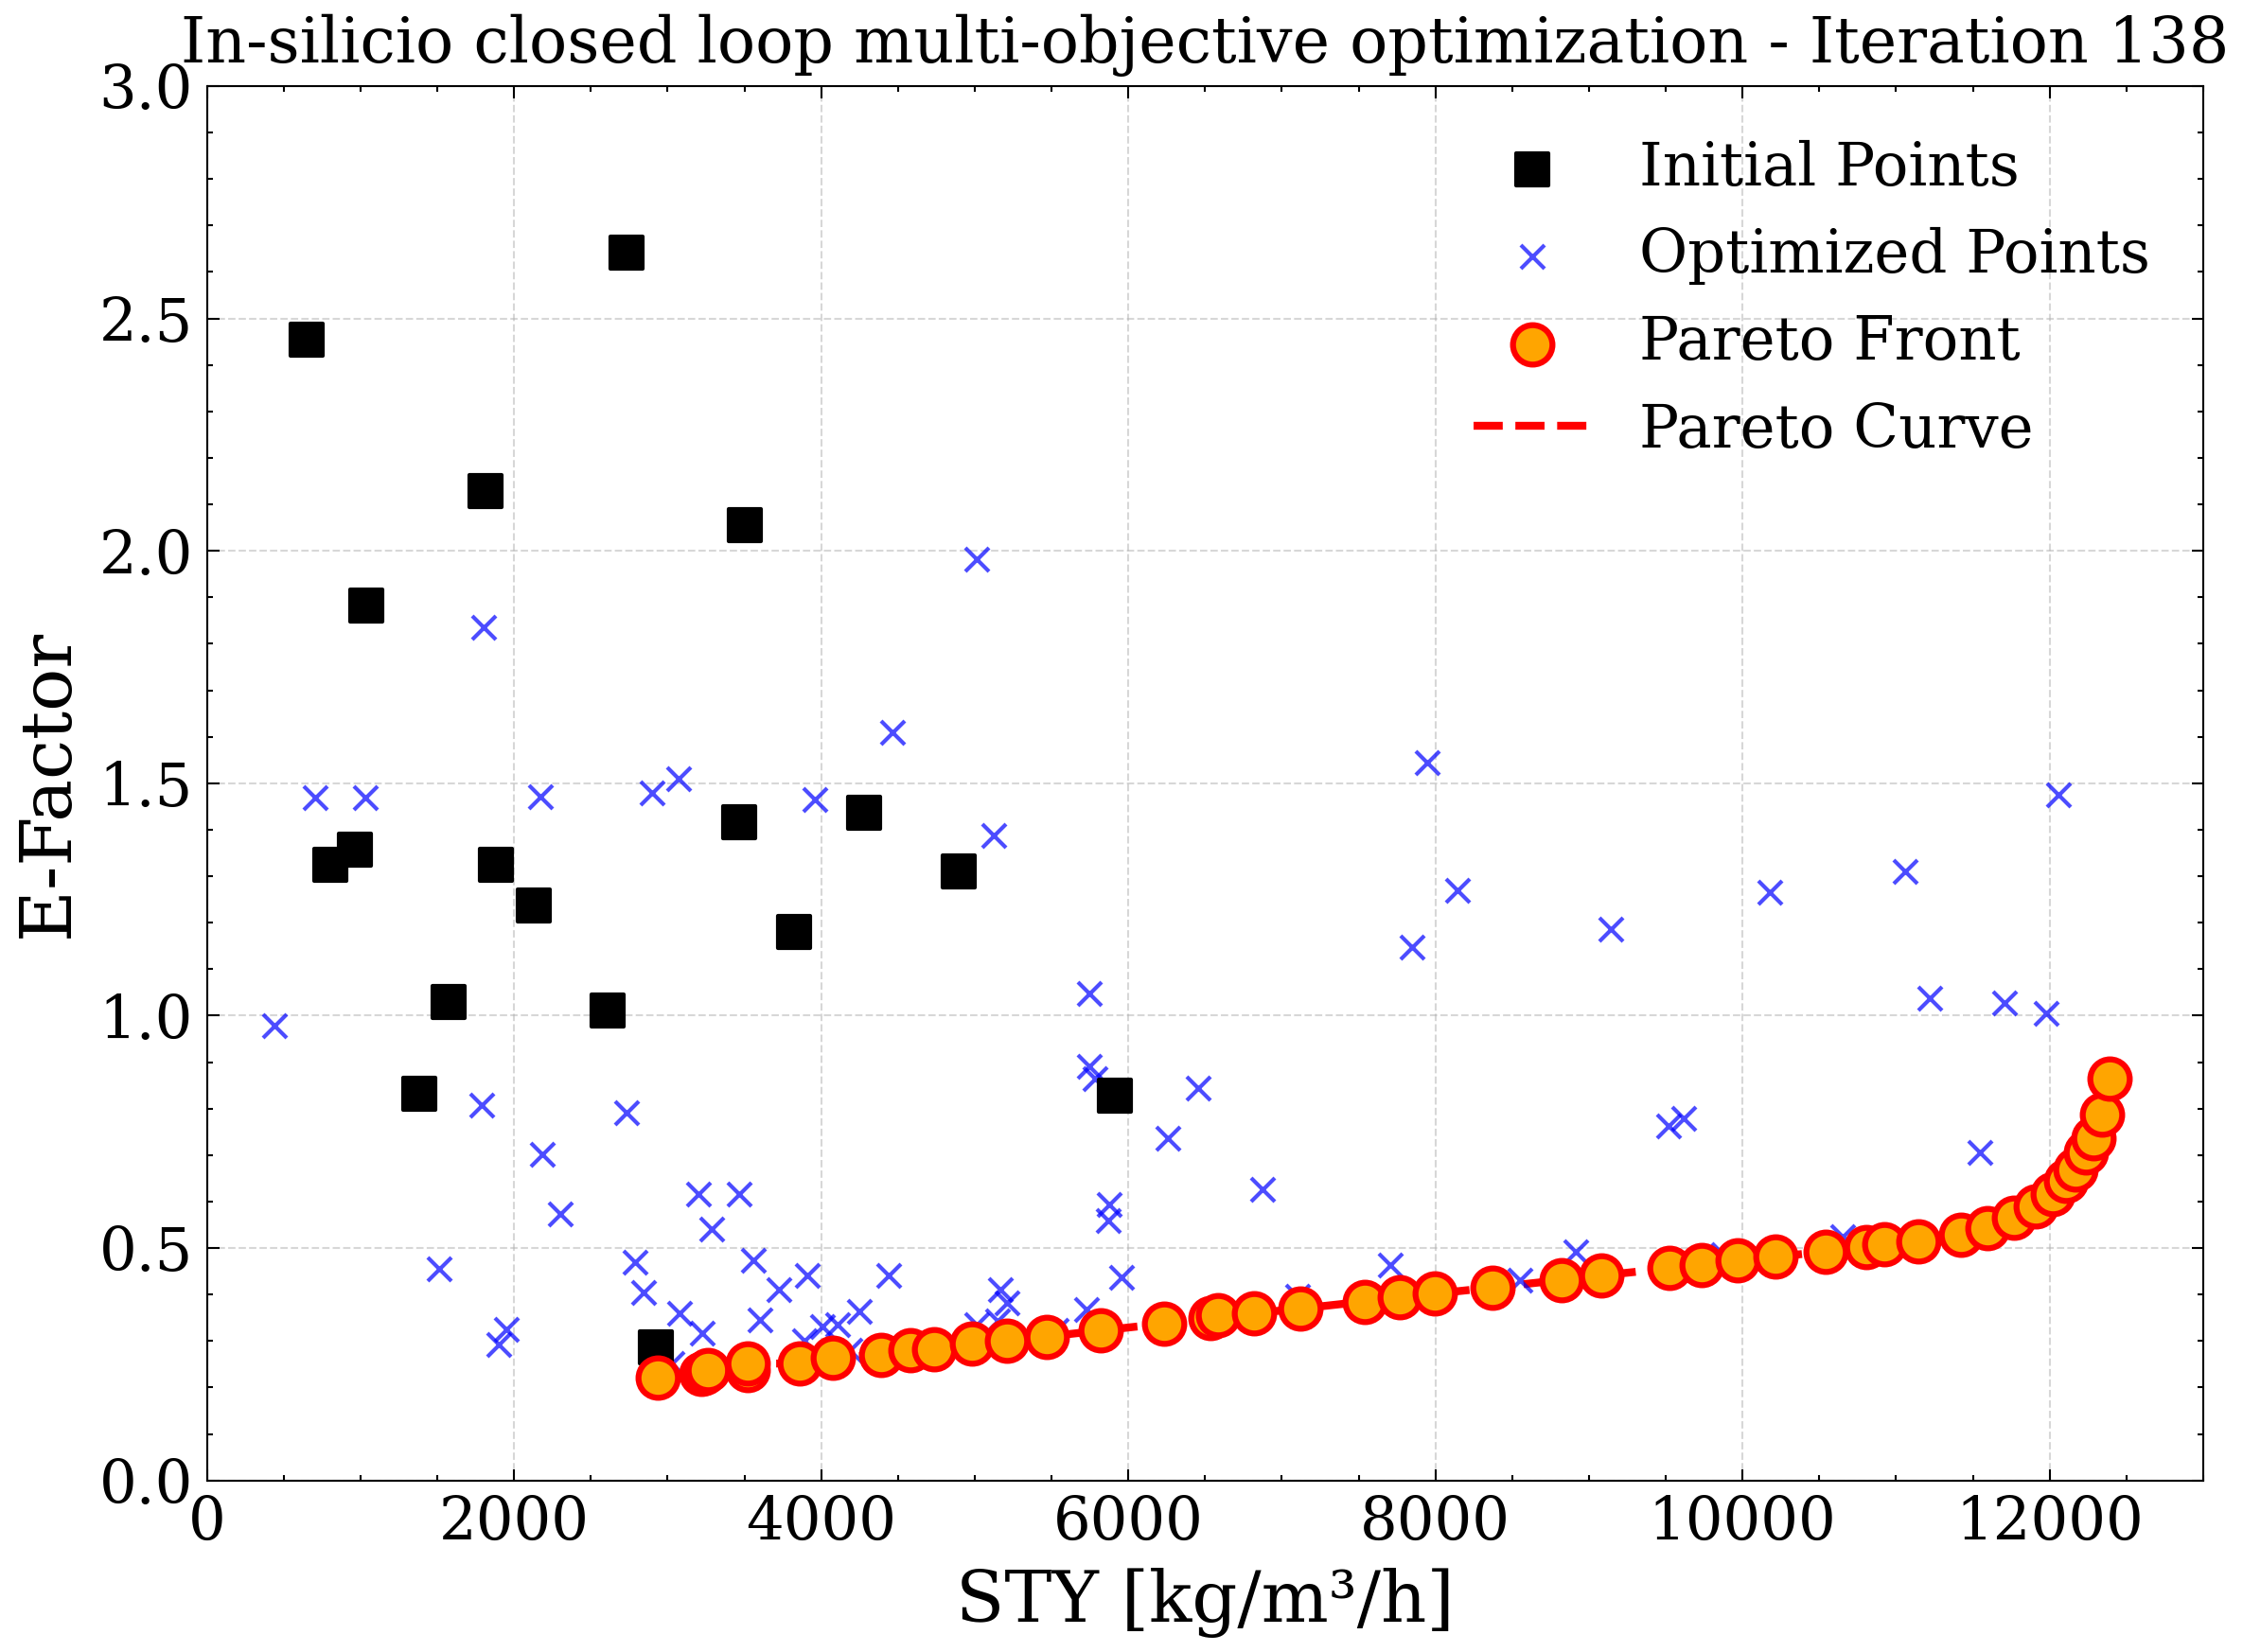 In-silicio closed loop multi-objective optimization - Iteration 138
3.0
2.5
2.0
1.5
1.0
0.5
0.0
E-Factor
Initial Points
Optimized Points
Pareto Front
Pareto Curve
0 2000 4000 6000 8000 10000 12000
STY [kg/m³/h]